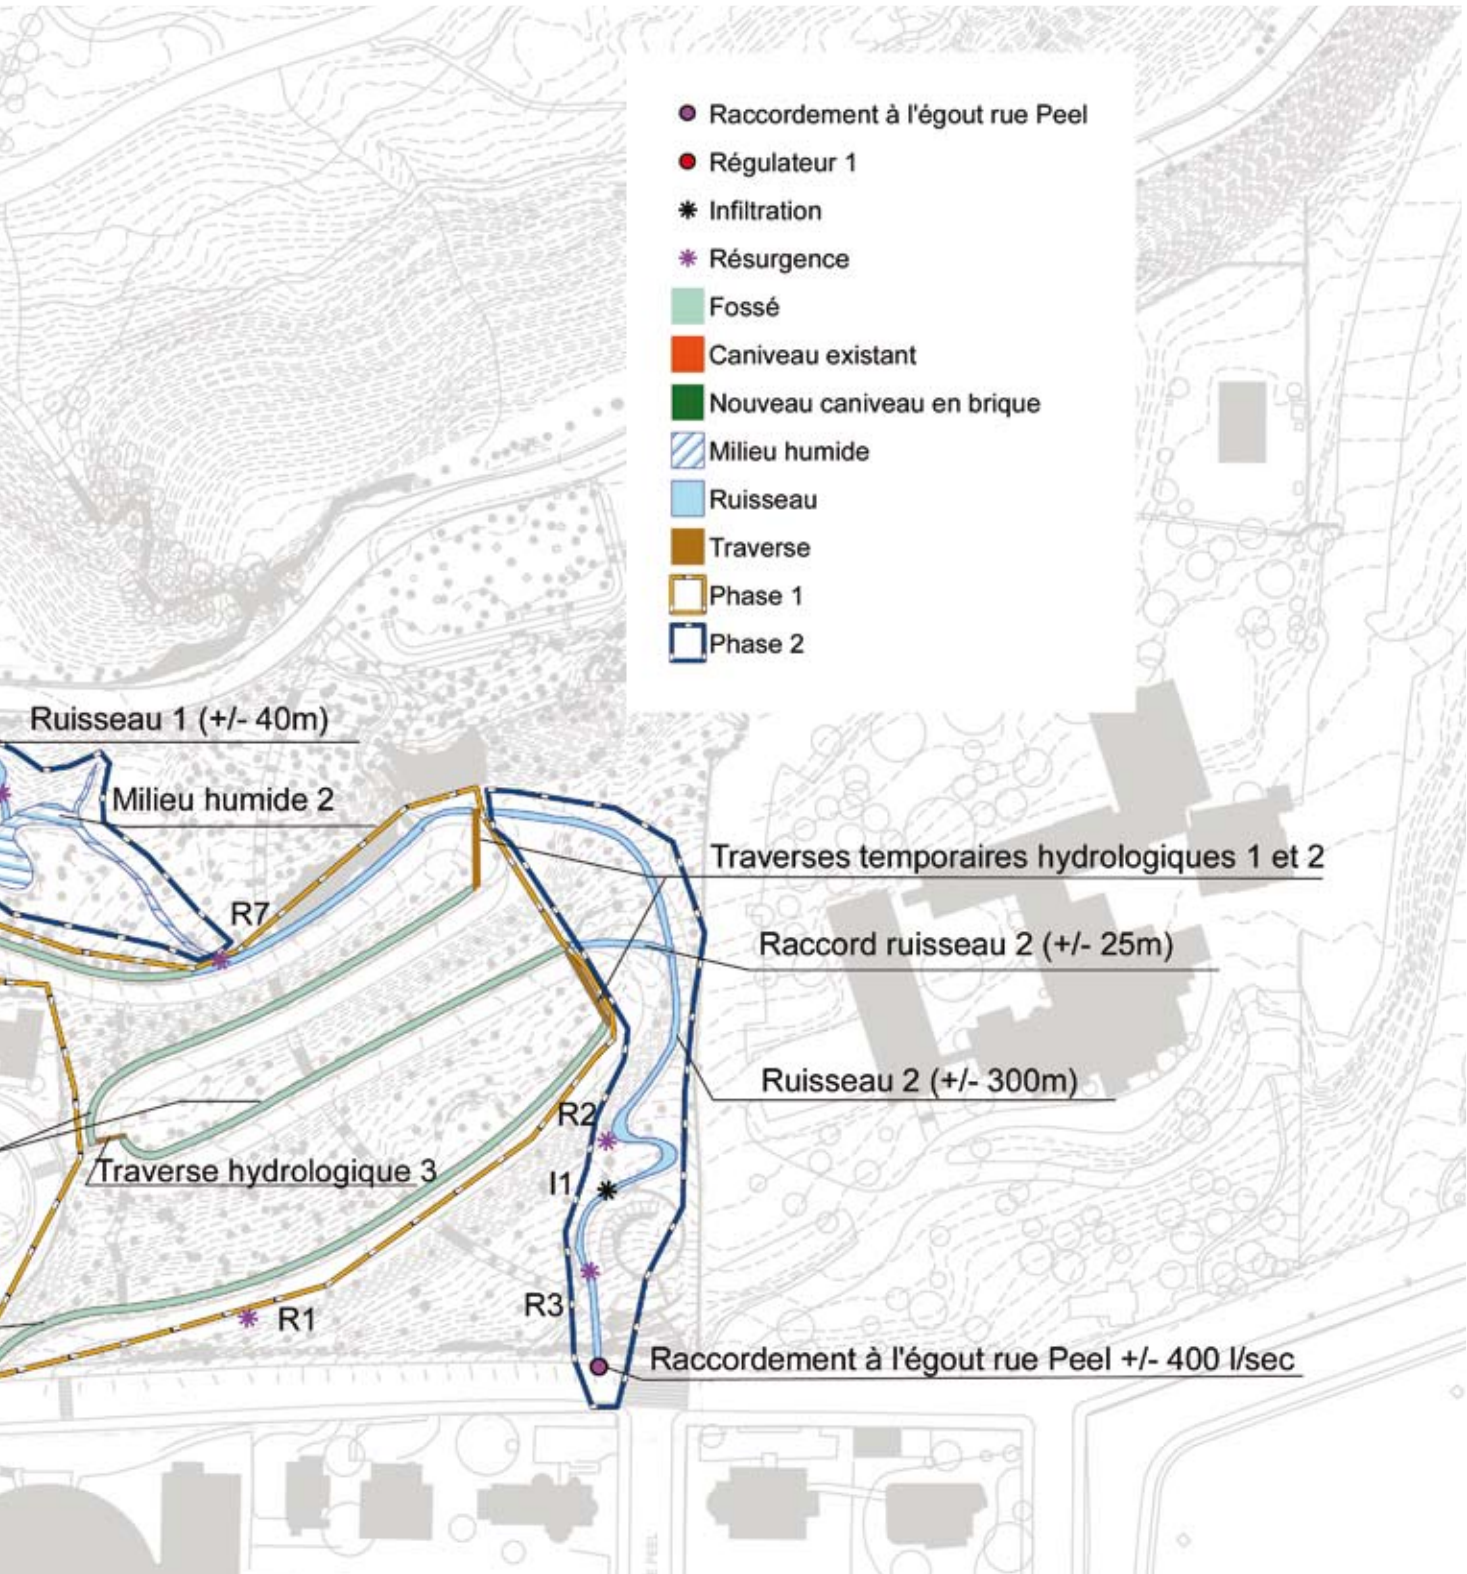 Raccordement à l'égout rue Peel
Régulateur 1
Infiltration
Résurgence
Fossé
Caniveau existant
Nouveau caniveau en brique
Milieu humide
Ruisseau
Traverse
Phase 1
Phase 2
Ruisseau 1 (+/- 40m)
Milieu humide 2
Traverses temporaires hydrologiques 1 et 2
R7
Raccord ruisseau 2 (+/- 25m)
Ruisseau 2 (+/- 300m)
R2
Traverse hydrologique 3
I1
R3
R1
Raccordement à l'égout rue Peel +/- 400 l/sec
PEEL